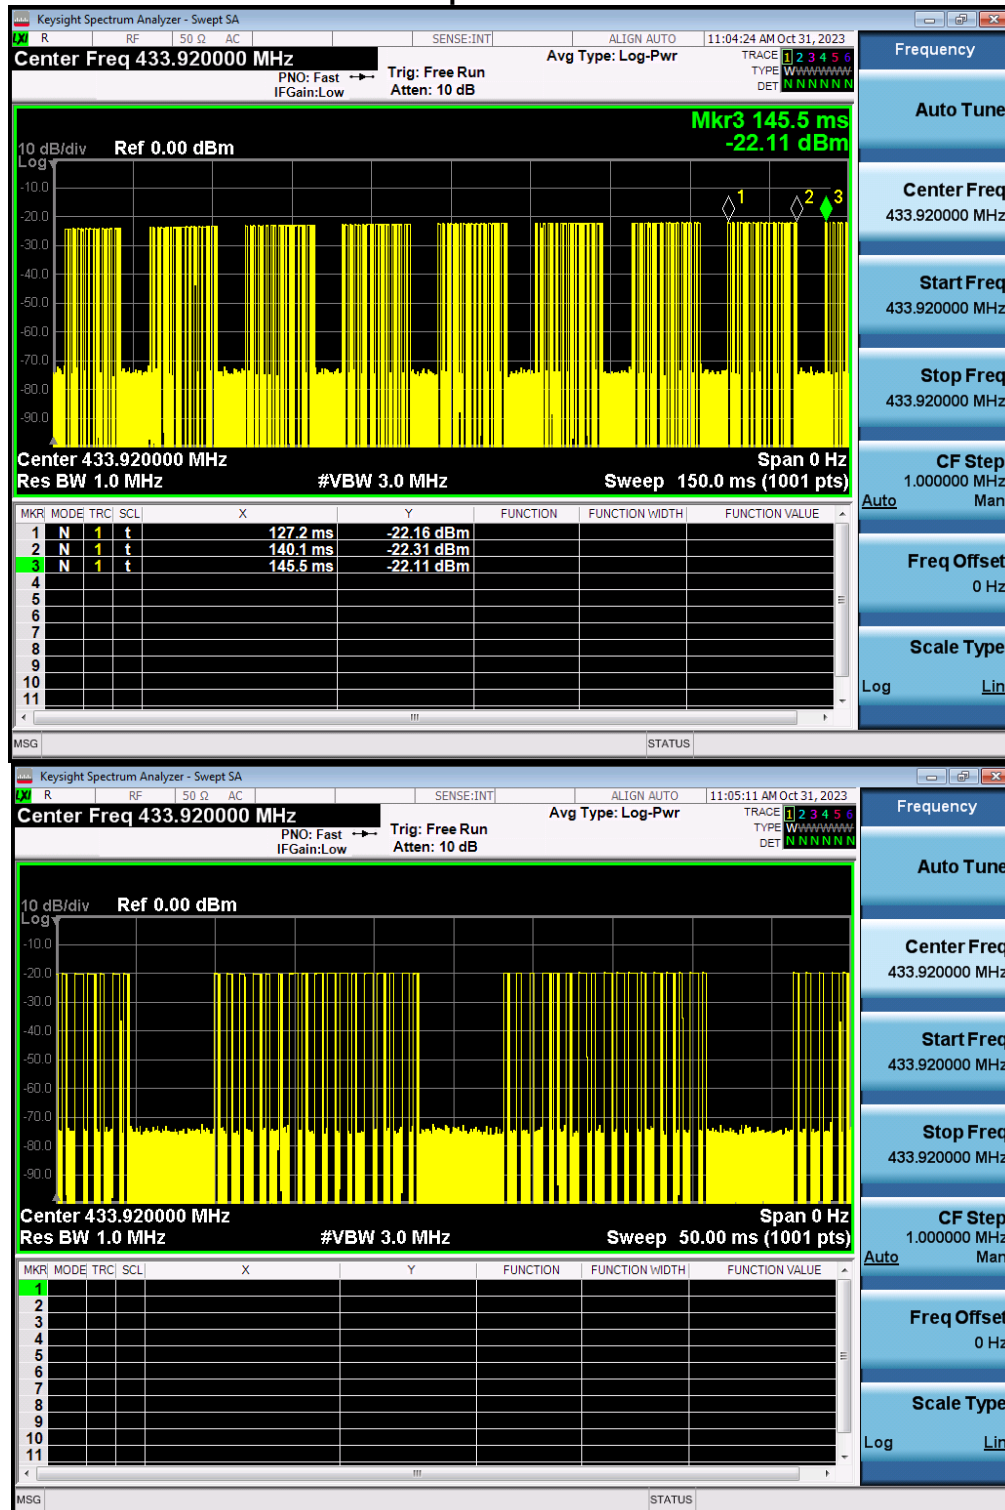 Keysight Spectrum Analyzer - Swept SA
LXI R RF 50 Ω AC SENSE:INT ALIGN AUTO 11:04:24 AM Oct 31, 2023
Center Freq 433.920000 MHz Avg Type: Log-Pwr TRACE 1 2 3 4 5 6
PNO: Fast Trig: Free Run TYPE WWWWWW
IFGain:Low Atten: 10 dB DET N N N N N N
Frequency
Auto Tune
Mkr3 145.5 ms
-22.11 dBm
10 dB/div Ref 0.00 dBm
Log
-10.0
-20.0
-30.0
-40.0
-50.0
-60.0
-70.0
-80.0
-90.0
1 2 3
Center 433.920000 MHz Span 0 Hz
Res BW 1.0 MHz #VBW 3.0 MHz Sweep 150.0 ms (1001 pts)
Center Freq
433.920000 MHz
Start Freq
433.920000 MHz
Stop Freq
433.920000 MHz
CF Step
1.000000 MHz
Auto Man
Freq Offset
0 Hz
Scale Type
Log Lin
MKR MODE TRC SCL X Y FUNCTION FUNCTION WIDTH FUNCTION VALUE
1 N 1 t 127.2 ms -22.16 dBm
2 N 1 t 140.1 ms -22.31 dBm
3 N 1 t 145.5 ms -22.11 dBm
4
5
6
7
8
9
10
11
MSG STATUS
Keysight Spectrum Analyzer - Swept SA
LXI R RF 50 Ω AC SENSE:INT ALIGN AUTO 11:05:11 AM Oct 31, 2023
Center Freq 433.920000 MHz Avg Type: Log-Pwr TRACE 1 2 3 4 5 6
PNO: Fast Trig: Free Run TYPE WWWWWW
IFGain:Low Atten: 10 dB DET N N N N N N
Frequency
Auto Tune
10 dB/div Ref 0.00 dBm
Log
-10.0
-20.0
-30.0
-40.0
-50.0
-60.0
-70.0
-80.0
-90.0
Center 433.920000 MHz Span 0 Hz
Res BW 1.0 MHz #VBW 3.0 MHz Sweep 50.00 ms (1001 pts)
Center Freq
433.920000 MHz
Start Freq
433.920000 MHz
Stop Freq
433.920000 MHz
CF Step
1.000000 MHz
Auto Man
Freq Offset
0 Hz
Scale Type
Log Lin
MKR MODE TRC SCL X Y FUNCTION FUNCTION WIDTH FUNCTION VALUE
1
2
3
4
5
6
7
8
9
10
11
MSG STATUS